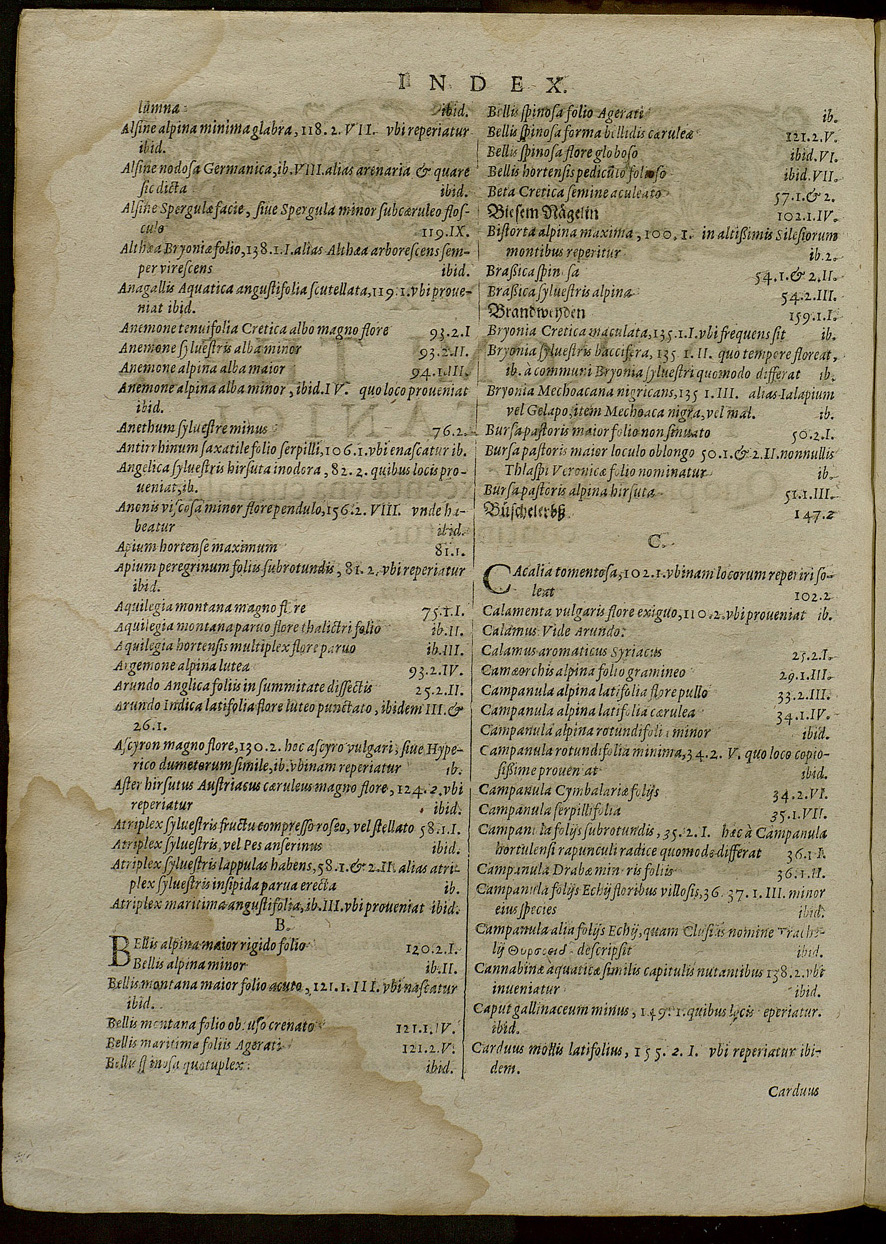 INDEX.
lumna ibid.
Alſine alpina minima glabra, 118. 2. VII. vbi reperiatur
ibid.
Alſine nodoſa Germanica, ib. VIII. alias arenaria & quare
ſic dicta ibid.
Alſine Spergulæ facie, ſiue Spergula minor ſubcæruleo floſ-
culo 119. IX.
Althæa Bryoniæ folio, 138. 1. I. alias Althæa arboreſcens ſem-
per vireſcens ibid.
Anagallis Aquatica anguſtifolia ſcutellata, 119. 1. vbi proue-
niat ibid.
Anemone tenuifolia Cretica albo magno flore 93. 2. I
Anemone ſylueſtris alba minor 93. 2. II.
Anemone alpina alba maior 94. 1. III.
Anemone alpina alba minor, ibid. IV. quo loco proueniat
ibid.
Anethum ſylueſtre minus 76. 2.
Antirrhinum ſaxatile folio ſerpilli, 106. 1. vbi enaſcatur ib.
Angelica ſylueſtris hirſuta inodora, 82. 2. quibus locis pro-
ueniat, ib.
Anonis viſcoſa minor flore pendulo, 156. 2. VIII. vnde ha-
beatur ibid.
Apium hortenſe maximum 81. 1.
Apium peregrinum foliis ſubrotundis, 81. 2. vbi reperiatur
ibid.
Aquilegia montana magno flore 75. 1. I.
Aquilegia montana paruo flore thalictri folio ib. II.
Aquilegia hortenſis multiplex flore paruo ib. III.
Argemone alpina lutea 93. 2. IV.
Arundo Anglica foliis in ſummitate diſſectis 25. 2. II.
Arundo Indica latifolia flore luteo punctato, ibidem III. &
26. 1.
Aſcyron magno flore, 130. 2. hoc aſcyro vulgari, ſiue Hype-
rico dumetorum ſimile, ib. vbinam reperiatur ib.
Aſter hirſutus Auſtriacus cæruleus magno flore, 124. 2. vbi
reperiatur ibid.
Atriplex ſylueſtris fructu compreſſo roſeo, vel ſtellato 58. 1. I.
Atriplex ſylueſtris, vel Pes anſerinus ibid.
Atriplex ſylueſtris lappulas habens, 58. 1. & 2. II. alias atri-
plex ſylueſtris inſipida parua erecta ib.
Atriplex maritima anguſtifolia, ib. III. vbi proueniat ibid.
B.
BEllis alpina maior rigido folio 120. 2. I.
Bellis alpina minor ib. II.
Bellis montana maior folio acuto, 121. 1. III. vbi naſcatur
ibid.
Bellis montana folio obtuſo crenato 121. 1. IV.
Bellis maritima foliis Agerati 121. 2. V.
Bellis ſpinoſa quatuplex: ibid.
Bellis ſpinoſa folio Agerati ib.
Bellis ſpinoſa forma bellidis cæruleæ 121. 2. V.
Bellis ſpinoſa flore globoſo ibid. VI.
Bellis hortenſis pediculo folioſo ibid. VII.
Beta Cretica ſemine aculeato 57. 1. & 2.
Bieſem Nägelin 102. 1. IV.
Biſtorta alpina maxima, 100, 1. in altißimis Sileſiorum
montibus reperitur ib. 2.
Braßica ſpinoſa 54. 1. & 2. II.
Braßica ſylueſtris alpina 54. 2. III.
Brandweyden 159. 1. I.
Bryonia Cretica maculata, 135. 1. I. vbi frequens ſit ib.
Bryonia ſylueſtris baccifera, 135 1. II. quo tempore floreat,
ib. à communi Bryonia ſylueſtri quomodo differat ib.
Bryonia Mechoacana nigricans, 135 1. III. alias Ialapium
vel Gelapo, item Mechoaca nigra, vel mal. ib.
Burſa paſtoris maior folio non ſinuato 50. 2. I.
Burſa paſtoris maior loculo oblongo 50. 1. & 2. II. nonnullis
Thlaſpi Veronicæ folio nominatur ib.
Burſa paſtoris alpina hirſuta 51. 1. III.
Büſchelerbß 147. 2
C.
CAcalia tomentoſa, 102. 1. vbinam locorum reperiri ſo-
leat 102. 2
Calamenta vulgaris flore exiguo, 110. 2. vbi proueniat ib.
Calamus Vide Arundo.
Calamus aromaticus Syriacus 25. 2. I.
Camæorchis alpina folio gramineo 29. 1. III.
Campanula alpina latifolia flore pullo 33. 2. III.
Campanula alpina latifolia cærulea 34. 1. IV.
Campanula alpina rotundifolia minor ibid.
Campanula rotundifolia minima, 34. 2. V. quo loco copio-
ſiſſime proueniat ibid.
Campanula Cymbalariæ folijs 34. 2. VI.
Campanula ſerpillifolia 35. 1. VII.
Campanula folijs ſubrotundis, 35. 2. I. hæc à Campanula
hortulenſi rapunculi radice quomodo differat 36. 1 I.
Campanula Drabæ minoris foliis 36. 1. II.
Campanula folijs Echij floribus villoſis, 36. 37. 1. III. minor
eius ſpecies ibid.
Campanula alia folijs Echij, quam Cluſius nomine Trache-
lij deſcripſit ibid.
Cannabinæ aquaticæ ſimilis capitulis nutantibus 138. 2. vbi
inueniatur ibid.
Caput gallinaceum minus, 149. 1. quibus locis reperiatur.
ibid.
Carduus mollis latifolius, 155. 2. I. vbi reperiatur ibi-
dem.
Carduus